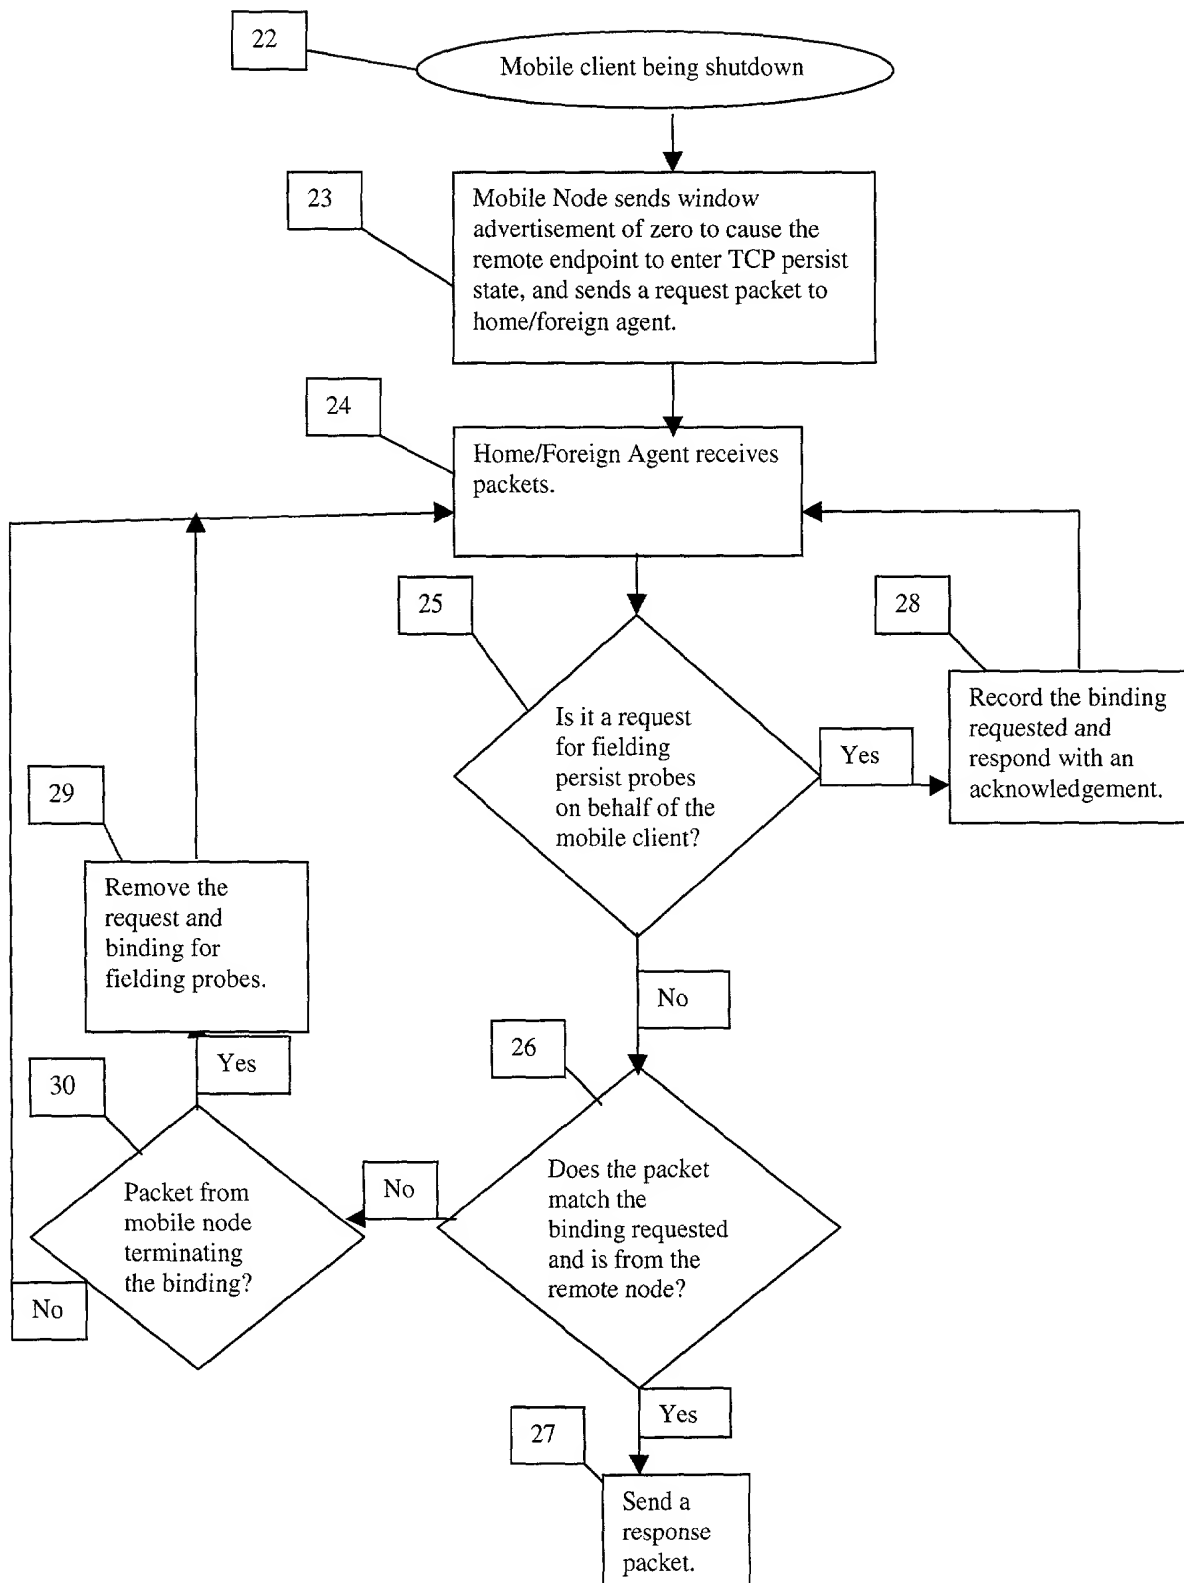 22
Mobile client being shutdown
23
Mobile Node sends window
advertisement of zero to cause the
remote endpoint to enter TCP persist
state, and sends a request packet to
home/foreign agent.
24
Home/Foreign Agent receives
packets.
25
28
Is it a request
for fielding
persist probes
on behalf of the
mobile client?
Yes
Record the binding
requested and
respond with an
acknowledgement.
29
Remove the
request and
binding for
fielding probes.
No
26
Yes
30
Does the packet
match the
binding requested
and is from the
remote node?
No
Packet from
mobile node
terminating
the binding?
No
Yes
27
Send a
response
packet.